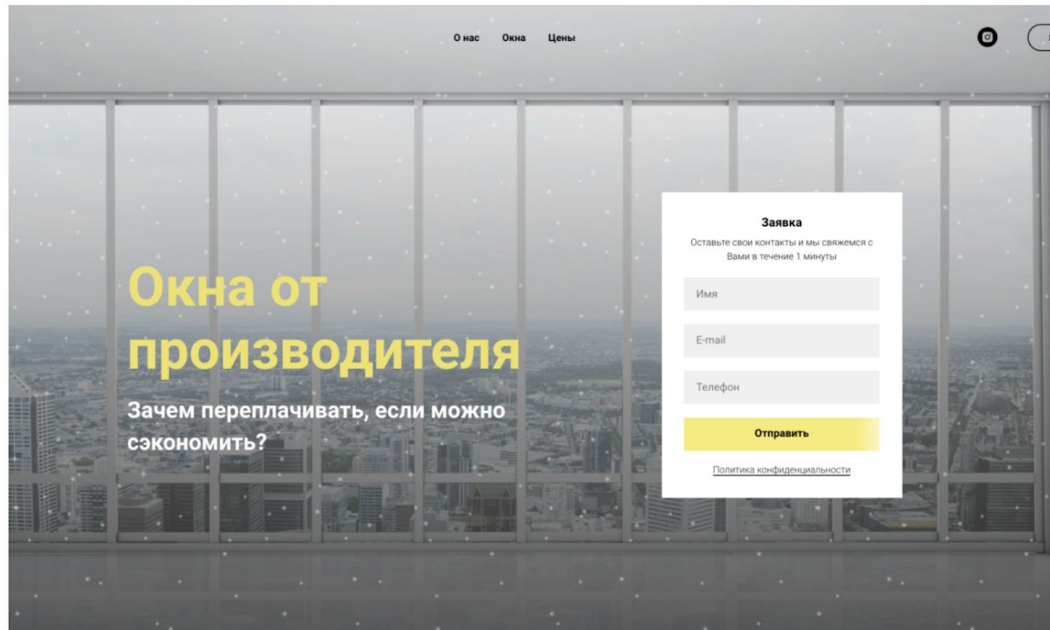 О нас Окна Цены
Окна от
производителя
Зачем переплачивать, если можно
сэкономить?
Заявка
Оставьте свои контакты и мы свяжемся с
Вами в течение 1 минуты
Имя
E-mail
Телефон
Отправить
Политика конфиденциальности